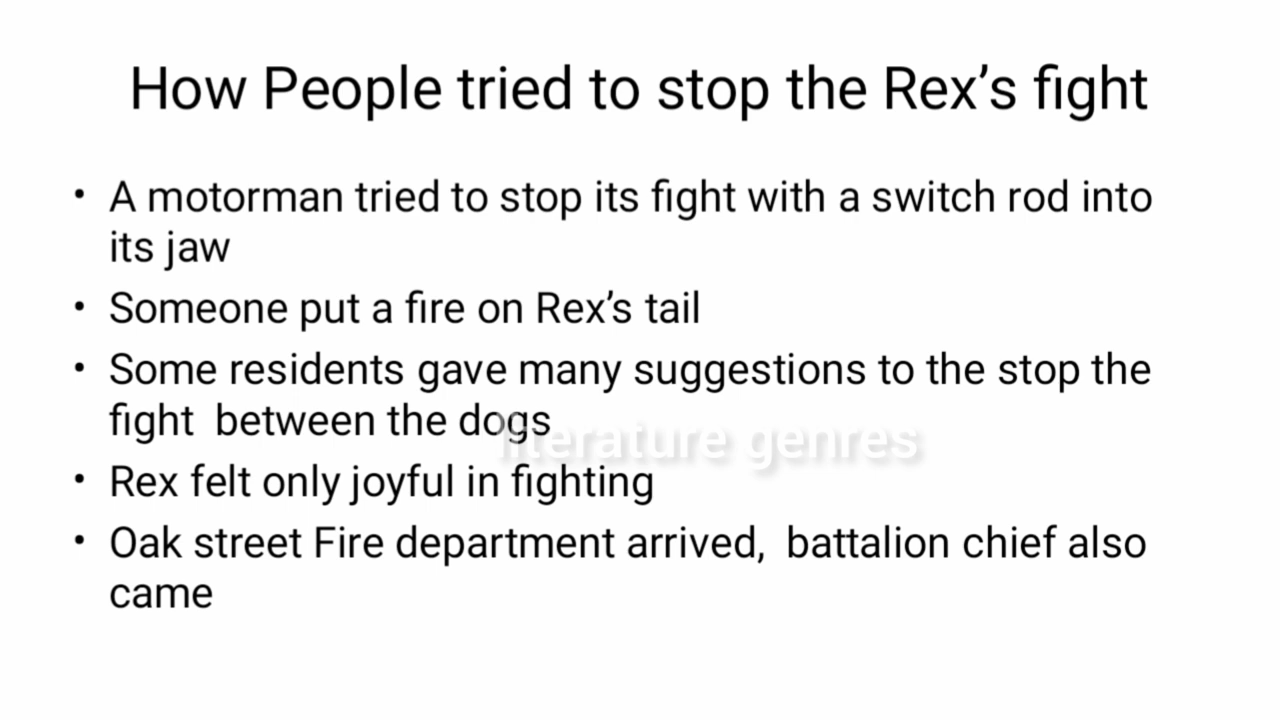 How People tried to stop the Rex’s fight
• A motorman tried to stop its fight with a switch rod into
its jaw
• Someone put a fire on Rex’s tail
• Some residents gave many suggestions to the stop the
fight between the dogs
literature genres
• Rex felt only joyful in fighting
• Oak street Fire department arrived, battalion chief also
came